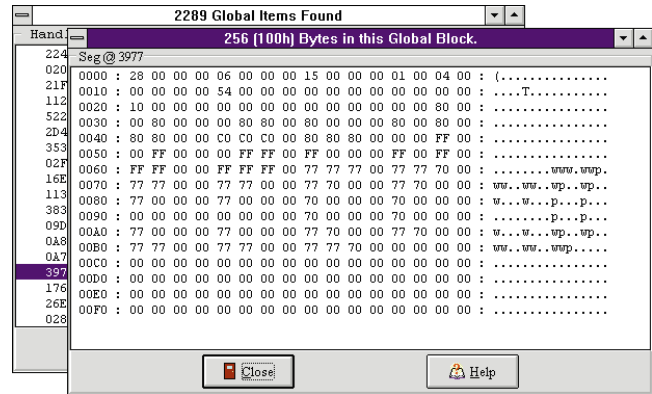 2289 Global Items Found
Hand
256 (100h) Bytes in this Global Block.
Seg @ 3977
224
020
21F
112
522
2D4
353
02F
16E
113
383
09D
0A8
0A7
397
176
26E
028
0000 : 28 00 00 00 06 00 00 00 15 00 00 00 01 00 04 00 : (...............
0010 : 00 00 00 00 54 00 00 00 00 00 00 00 00 00 00 00 : ....T...........
0020 : 10 00 00 00 00 00 00 00 00 00 00 00 00 00 80 00 : ................
0030 : 00 80 00 00 00 80 80 00 80 00 00 00 80 00 80 00 : ................
0040 : 80 80 00 00 C0 C0 C0 00 80 80 80 00 00 00 FF 00 : ................
0050 : 00 FF 00 00 00 FF FF 00 FF 00 00 00 FF 00 FF 00 : ................
0060 : FF FF 00 00 FF FF FF 00 77 77 77 00 77 77 70 00 : ........www.wwp.
0070 : 77 77 00 00 77 77 00 00 77 70 00 00 77 70 00 00 : ww..ww..wp..wp..
0080 : 77 00 00 00 77 00 00 00 70 00 00 00 70 00 00 00 : w...w...p...p...
0090 : 00 00 00 00 00 00 00 00 70 00 00 00 70 00 00 00 : ........p...p...
00A0 : 77 00 00 00 77 00 00 00 77 70 00 00 77 70 00 00 : w...w...wp..wp..
00B0 : 77 77 00 00 77 77 00 00 77 77 70 00 00 00 00 00 : ww..ww..wwp.....
00C0 : 00 00 00 00 00 00 00 00 00 00 00 00 00 00 00 00 : ................
00D0 : 00 00 00 00 00 00 00 00 00 00 00 00 00 00 00 00 : ................
00E0 : 00 00 00 00 00 00 00 00 00 00 00 00 00 00 00 00 : ................
00F0 : 00 00 00 00 00 00 00 00 00 00 00 00 00 00 00 00 : ................
Close
Help